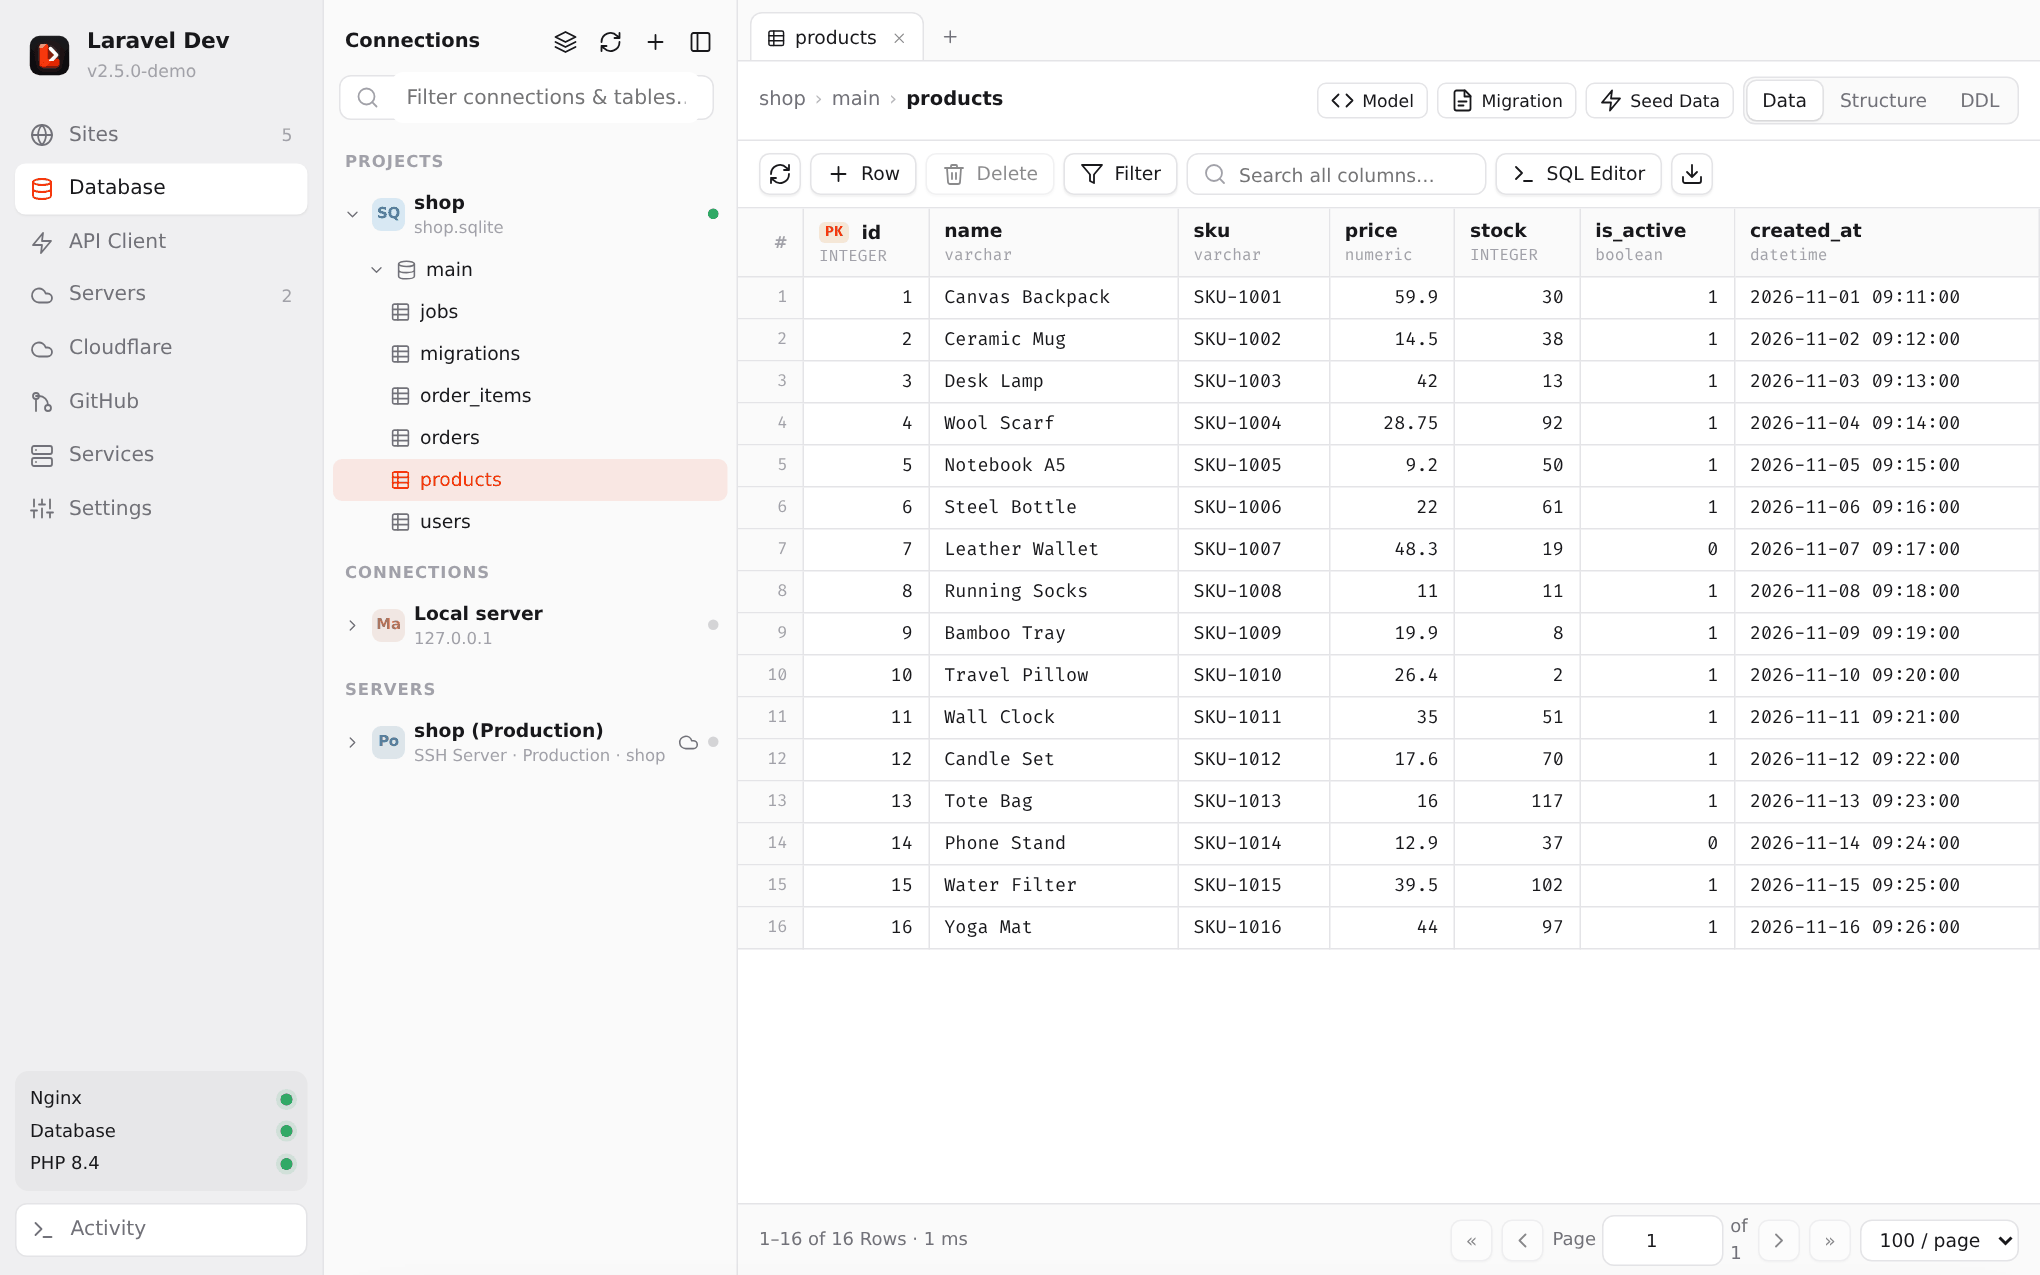 Laravel Dev
v2.5.0-demo
Sites 5
Database
API Client
Servers 2
Cloudflare
GitHub
Services
Settings
Nginx
Database
PHP 8.4
Activity
Connections
Filter connections & tables..
PROJECTS
SQ shop
shop.sqlite
main
jobs
migrations
order_items
orders
products
users
CONNECTIONS
Ma Local server
127.0.0.1
SERVERS
Po shop (Production)
SSH Server · Production · shop
products × +
shop › main › products
Model Migration Seed Data Data Structure DDL
+ Row Delete Filter Search all columns... SQL Editor
# PK id name sku price stock is_active created_at
INTEGER varchar varchar numeric INTEGER boolean datetime
1 1 Canvas Backpack SKU-1001 59.9 30 1 2026-11-01 09:11:00
2 2 Ceramic Mug SKU-1002 14.5 38 1 2026-11-02 09:12:00
3 3 Desk Lamp SKU-1003 42 13 1 2026-11-03 09:13:00
4 4 Wool Scarf SKU-1004 28.75 92 1 2026-11-04 09:14:00
5 5 Notebook A5 SKU-1005 9.2 50 1 2026-11-05 09:15:00
6 6 Steel Bottle SKU-1006 22 61 1 2026-11-06 09:16:00
7 7 Leather Wallet SKU-1007 48.3 19 0 2026-11-07 09:17:00
8 8 Running Socks SKU-1008 11 11 1 2026-11-08 09:18:00
9 9 Bamboo Tray SKU-1009 19.9 8 1 2026-11-09 09:19:00
10 10 Travel Pillow SKU-1010 26.4 2 1 2026-11-10 09:20:00
11 11 Wall Clock SKU-1011 35 51 1 2026-11-11 09:21:00
12 12 Candle Set SKU-1012 17.6 70 1 2026-11-12 09:22:00
13 13 Tote Bag SKU-1013 16 117 1 2026-11-13 09:23:00
14 14 Phone Stand SKU-1014 12.9 37 0 2026-11-14 09:24:00
15 15 Water Filter SKU-1015 39.5 102 1 2026-11-15 09:25:00
16 16 Yoga Mat SKU-1016 44 97 1 2026-11-16 09:26:00
1–16 of 16 Rows · 1 ms
« ‹ Page 1 of 1 › » 100 / page